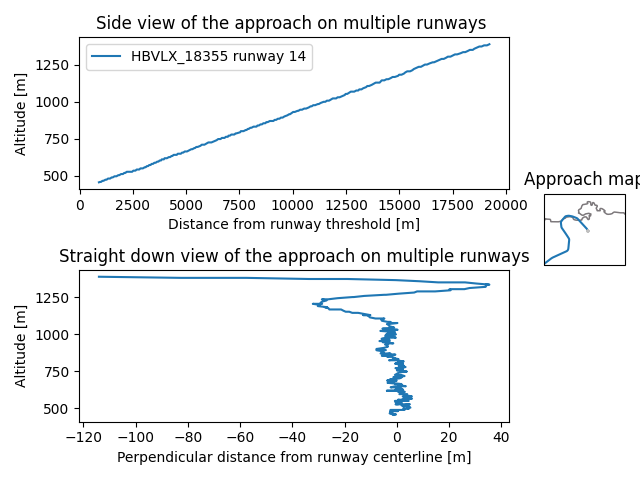 Side view of the approach on multiple runways
HBVLX_18355 runway 14
Altitude [m]
1250
1000
750
500
0 2500 5000 7500 10000 12500 15000 17500 20000
Distance from runway threshold [m]
Approach map
Straight down view of the approach on multiple runways
Altitude [m]
1250
1000
750
500
−120 −100 −80 −60 −40 −20 0 20 40
Perpendicular distance from runway centerline [m]